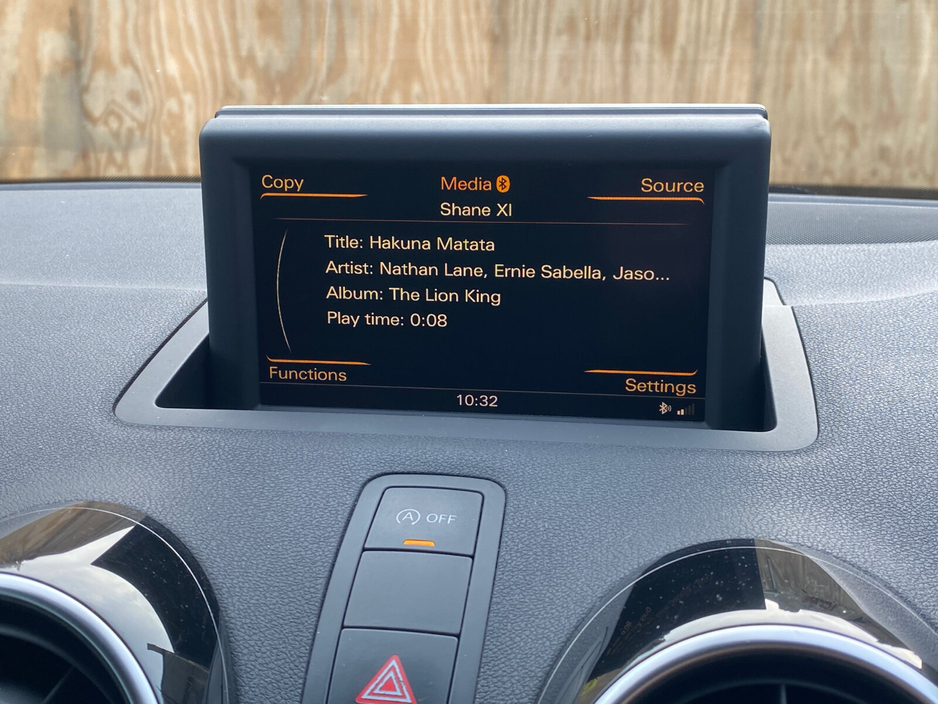 Copy
Media
Source
Shane XI
Title: Hakuna Matata
Artist: Nathan Lane, Ernie Sabella, Jaso...
Album: The Lion King
Play time: 0:08
Functions
Settings
10:32
A OFF